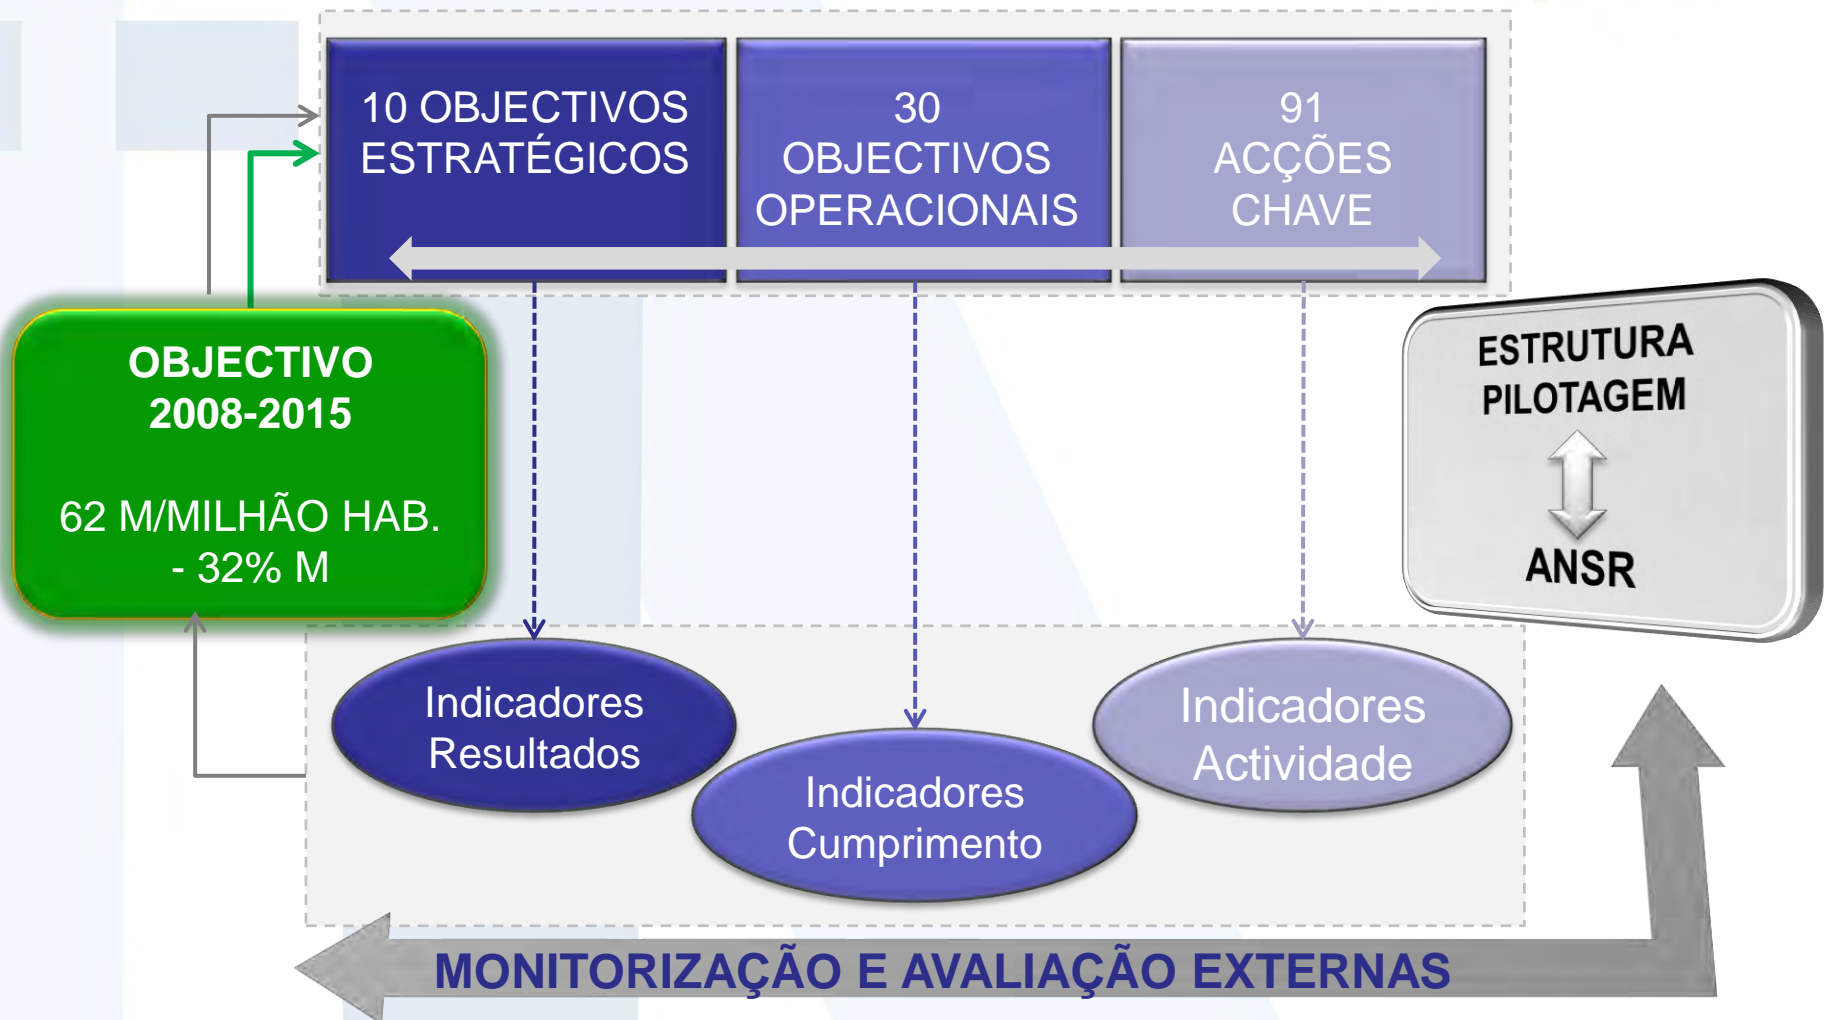 10 OBJECTIVOS
ESTRATÉGICOS
30
OBJECTIVOS
OPERACIONAIS
91
ACÇÕES
CHAVE
OBJECTIVO
2008-2015
62 M/MILHÃO HAB.
- 32% M
ESTRUTURA
PILOTAGEM
ANSR
Indicadores
Resultados
Indicadores
Cumprimento
Indicadores
Actividade
MONITORIZAÇÃO E AVALIAÇÃO EXTERNAS